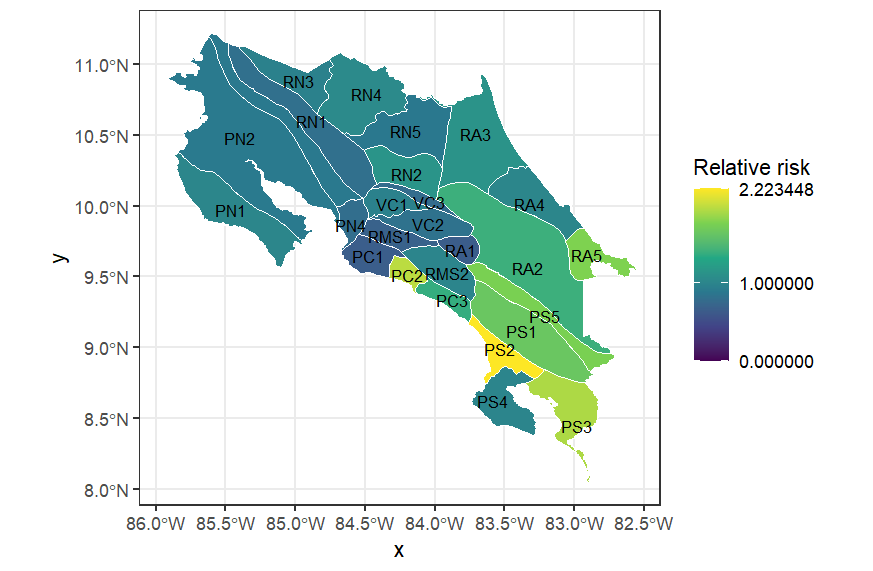 11.0°N
10.5°N
10.0°N
9.5°N
9.0°N
8.5°N
8.0°N
y
RN3
RN4
RN1
RN5
PN2
RA3
RN2
PN1
VC1
VC3
RA4
PN4
VC2
RMS1
RA1
PC1
RA5
PC2
RMS2
RA2
PC3
PS5
PS1
PS2
PS4
PS3
86.0°W 85.5°W 85.0°W 84.5°W 84.0°W 83.5°W 83.0°W 82.5°W
x
Relative risk
2.223448
1.000000
0.000000